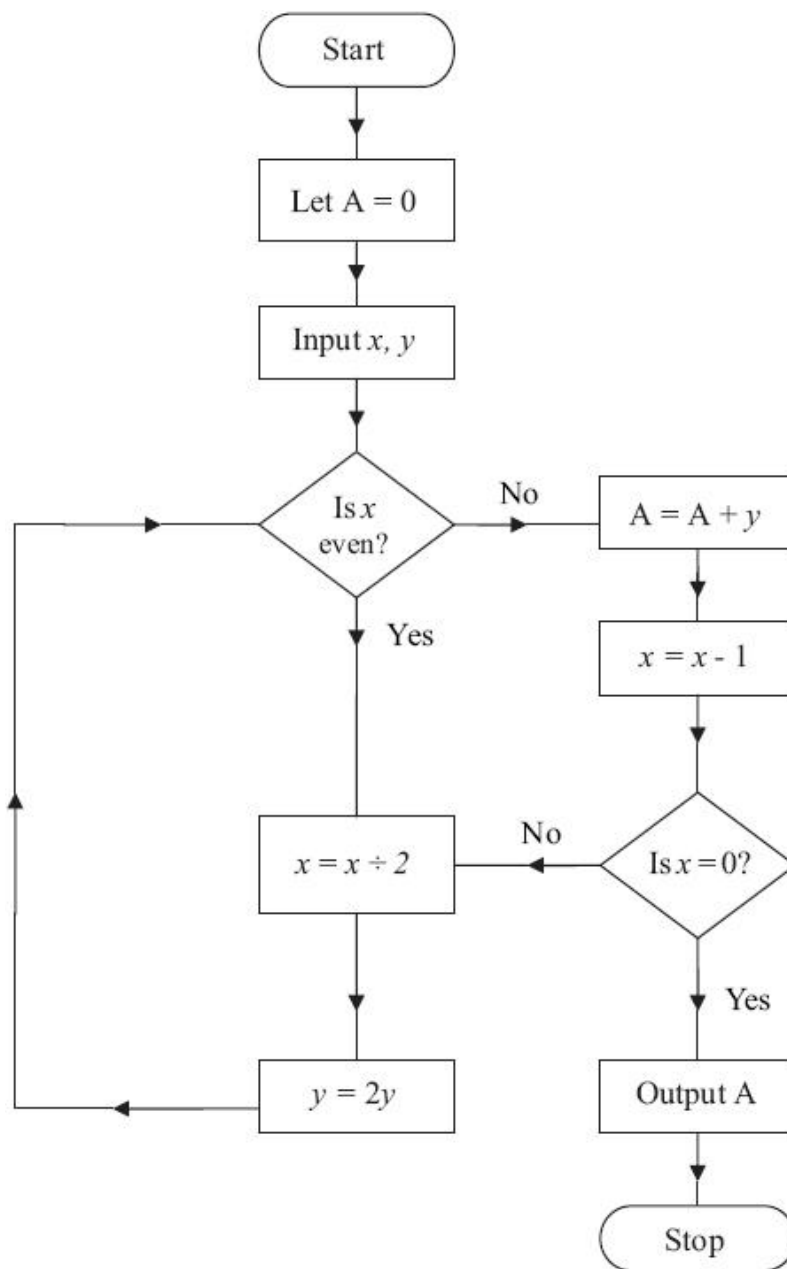 Start
Let A = 0
Input x, y
Is x
even?
No
A = A + y
Yes
x = x - 1
x = x ÷ 2
No
Is x = 0?
Yes
y = 2y
Output A
Stop